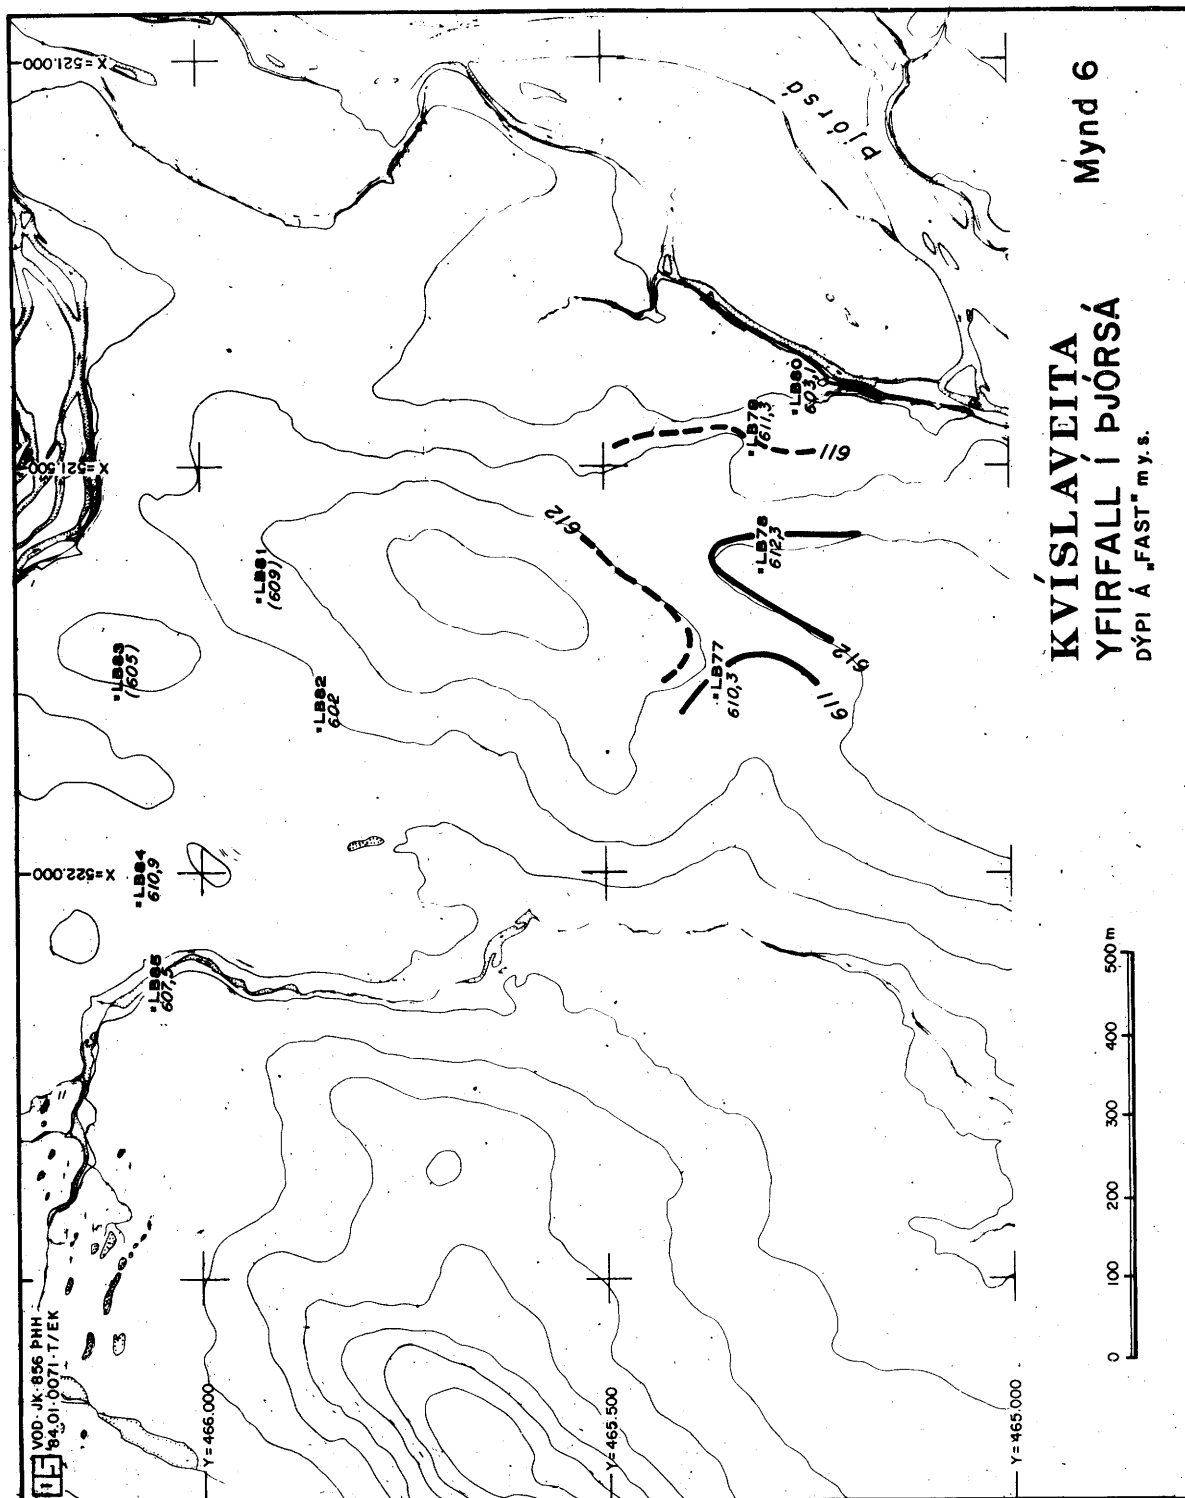 KVÍSLAVEITA
YFIRFALL Í ÞJÓRSÁ
DÝPI Á „FAST" m y.s.
Mynd 6
VOD-JK-856 ÞHH
'84.01.0071-T/EK
X=521.000
X=521.500
X=522.000
Y=466.000
Y=465.500
Y=465.000
Þjórsá
LB83
(605)
LB81
(609)
LB82
602
LB84
610,9
LB85
607,5
LB77
610,3
LB78
612,3
LB79
611,3
LB80
603,1
612
612
611
611
0 100 200 300 400 500 m